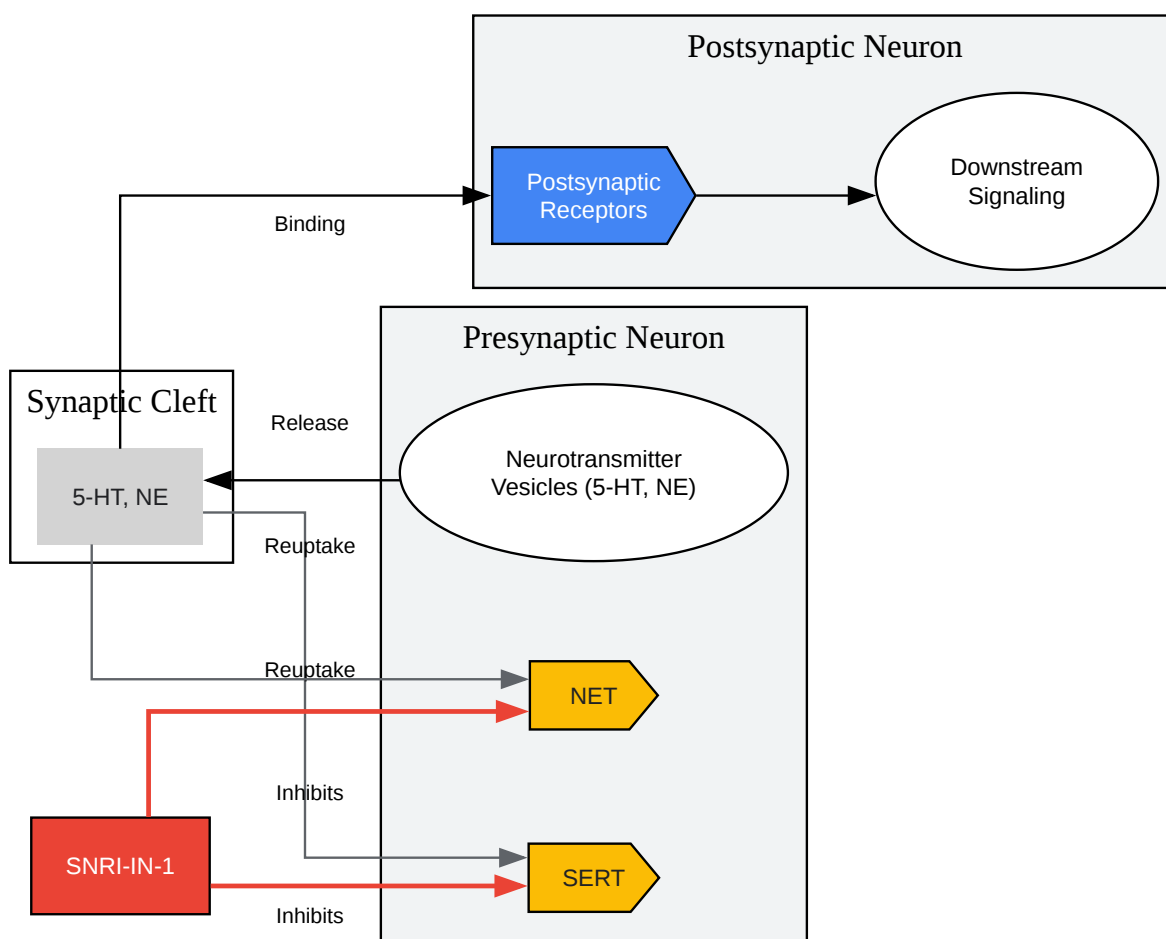 Postsynaptic Neuron
Postsynaptic
Receptors
Downstream
Signaling
Binding
Presynaptic Neuron
Synaptic Cleft
Release
Neurotransmitter
Vesicles (5-HT, NE)
5-HT, NE
Reuptake
Reuptake
NET
Inhibits
SNRI-IN-1
SERT
Inhibits